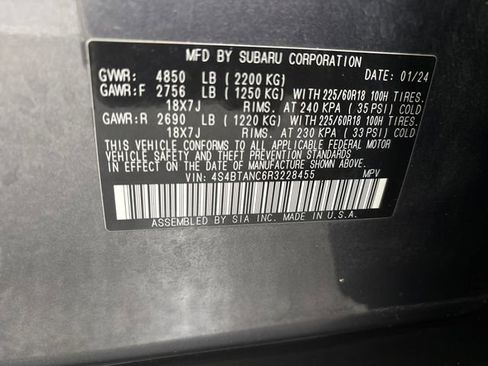 MFD BY SUBARU CORPORATION
GVWR: 4850 LB ( 2200 KG) DATE: 01/24
GAWR:F 2756 LB ( 1250 KG) WITH 225/60R18 100H TIRES.
18X7J RIMS. AT 240 KPA ( 35 PSI) COLD
GAWR:R 2690 LB ( 1220 KG) WITH 225/60R18 100H TIRES.
18X7J RIMS. AT 230 KPA ( 33 PSI) COLD
THIS VEHICLE CONFORMS TO ALL APPLICABLE FEDERAL MOTOR
VEHICLE SAFETY AND THEFT PREVENTION STANDARDS
IN EFFECT ON THE DATE OF MANUFACTURE SHOWN ABOVE.
VIN: 4S4BTANC6R3228455 MPV
ASSEMBLED BY SIA INC. MADE IN U.S.A.